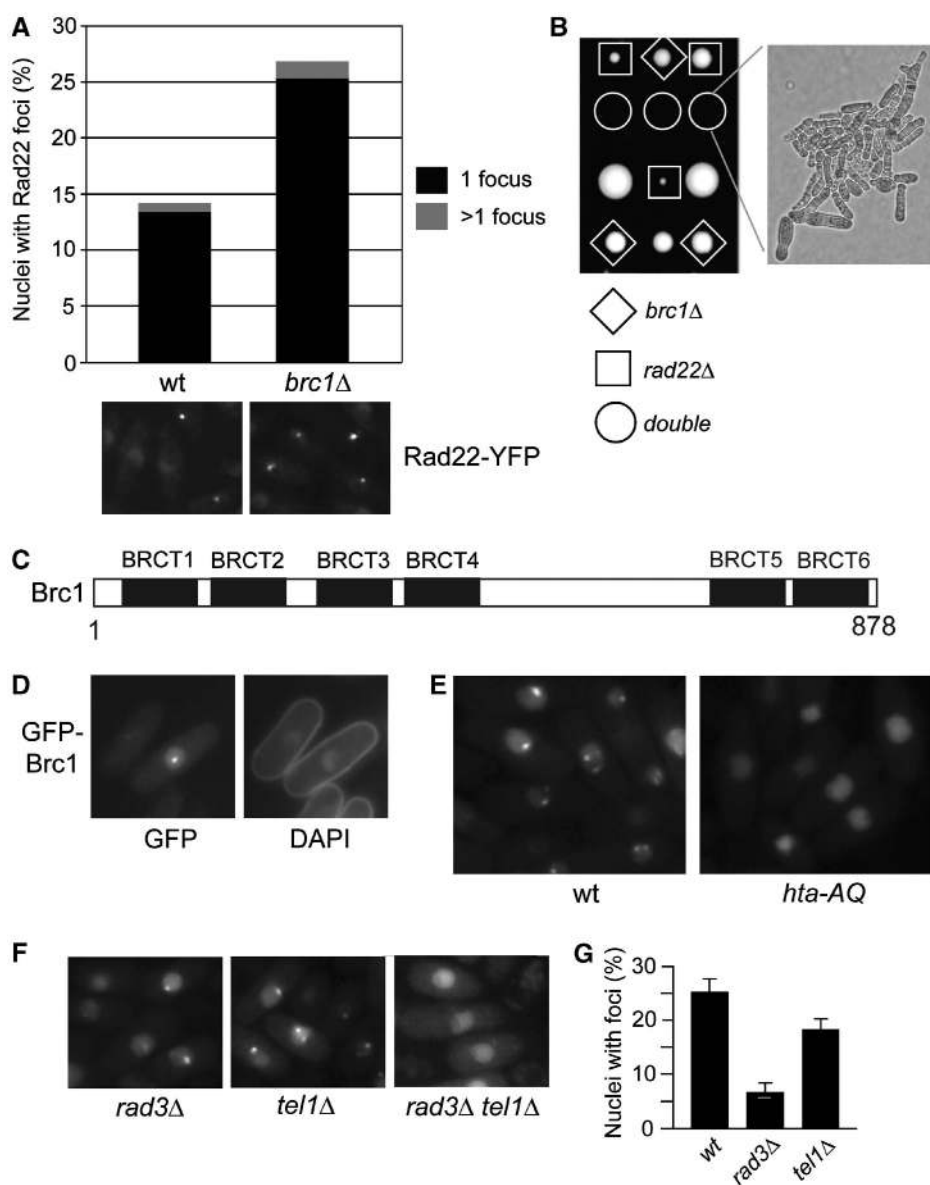 A
Nuclei with Rad22 foci (%)
30
25
20
15
10
5
0
1 focus
>1 focus
wt
brc1Δ
Rad22-YFP
B
brc1Δ
rad22Δ
double
C
BRCT1 BRCT2 BRCT3 BRCT4 BRCT5 BRCT6
Brc1
1 878
D
GFP-
Brc1
GFP DAPI
E
wt hta-AQ
F
rad3Δ tel1Δ rad3Δ tel1Δ
G
Nuclei with foci (%)
30
20
10
0
wt
rad3Δ
tel1Δ